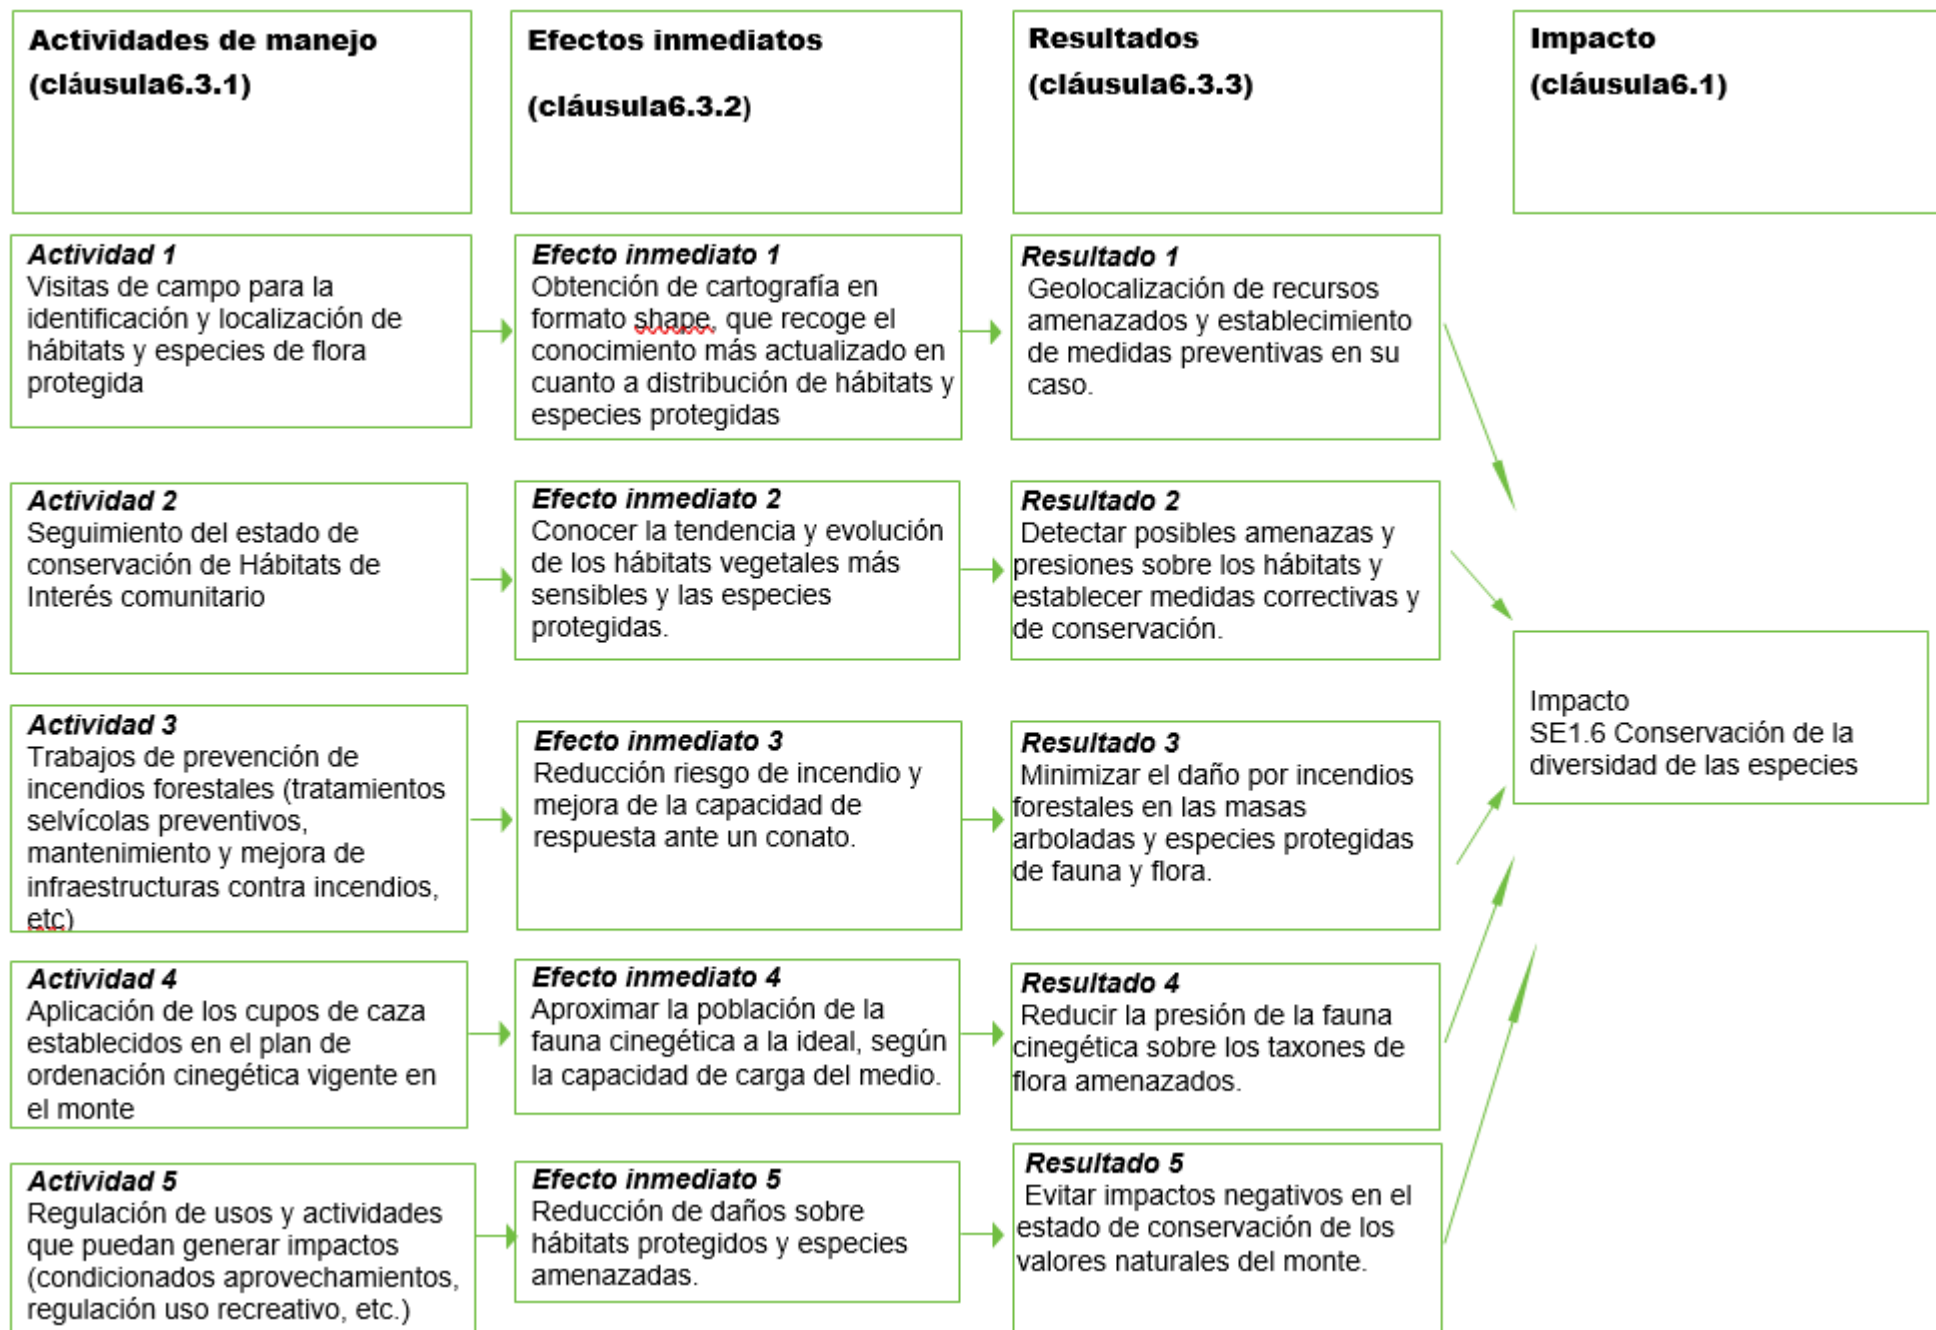 Actividades de manejo
(cláusula6.3.1)
Efectos inmediatos
(cláusula6.3.2)
Resultados
(cláusula6.3.3)
Impacto
(cláusula6.1)
Actividad 1
Visitas de campo para la
identificación y localización de
hábitats y especies de flora
protegida
Efecto inmediato 1
Obtención de cartografía en
formato shape, que recoge el
conocimiento más actualizado en
cuanto a distribución de hábitats y
especies protegidas
Resultado 1
Geolocalización de recursos
amenazados y establecimiento
de medidas preventivas en su
caso.
Actividad 2
Seguimiento del estado de
conservación de Hábitats de
Interés comunitario
Efecto inmediato 2
Conocer la tendencia y evolución
de los hábitats vegetales más
sensibles y las especies
protegidas.
Resultado 2
Detectar posibles amenazas y
presiones sobre los hábitats y
establecer medidas correctivas y
de conservación.
Actividad 3
Trabajos de prevención de
incendios forestales (tratamientos
selvícolas preventivos,
mantenimiento y mejora de
infraestructuras contra incendios,
etc)
Efecto inmediato 3
Reducción riesgo de incendio y
mejora de la capacidad de
respuesta ante un conato.
Resultado 3
Minimizar el daño por incendios
forestales en las masas
arboladas y especies protegidas
de fauna y flora.
Impacto
SE1.6 Conservación de la
diversidad de las especies
Actividad 4
Aplicación de los cupos de caza
establecidos en el plan de
ordenación cinegética vigente en
el monte
Efecto inmediato 4
Aproximar la población de la
fauna cinegética a la ideal, según
la capacidad de carga del medio.
Resultado 4
Reducir la presión de la fauna
cinegética sobre los taxones de
flora amenazados.
Actividad 5
Regulación de usos y actividades
que puedan generar impactos
(condicionados aprovechamientos,
regulación uso recreativo, etc.)
Efecto inmediato 5
Reducción de daños sobre
hábitats protegidos y especies
amenazadas.
Resultado 5
Evitar impactos negativos en el
estado de conservación de los
valores naturales del monte.